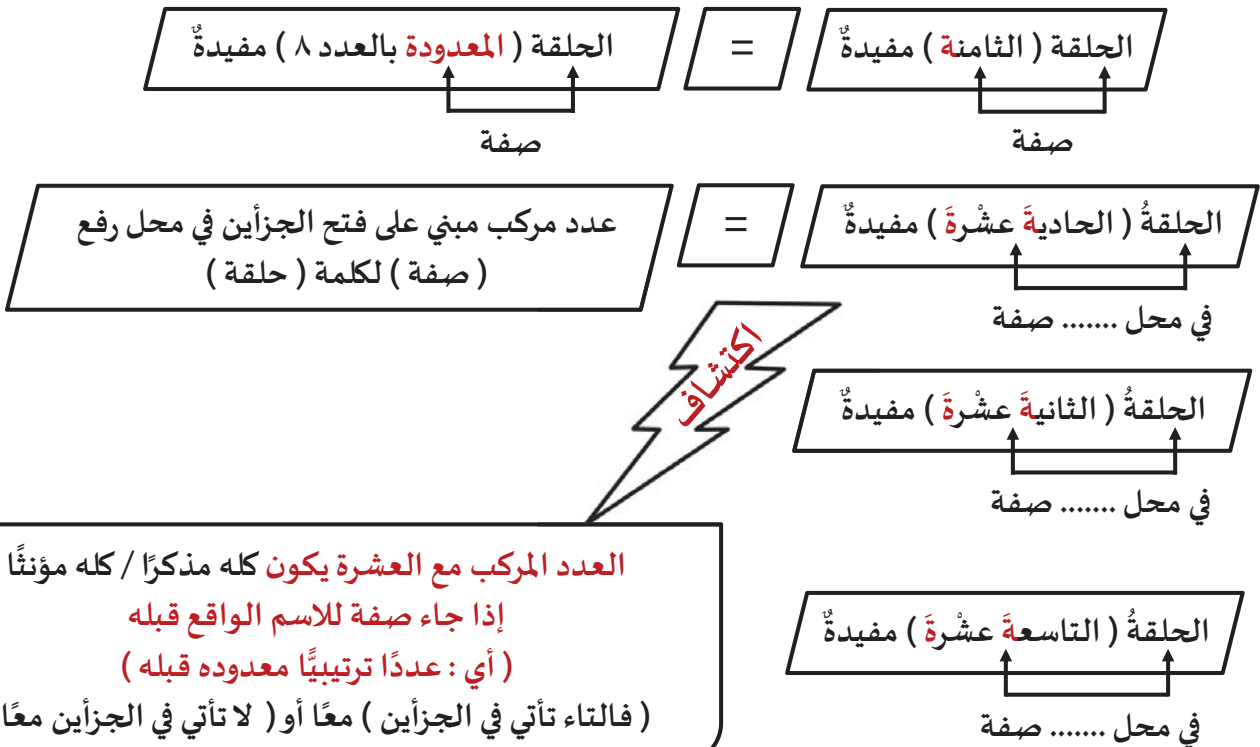 الحلقة ( الثامنة ) مفيدةٌ
=
الحلقة ( المعدودة بالعدد ٨ ) مفيدةٌ
صفة
صفة
الحلقةُ ( الحاديةَ عشْرةَ ) مفيدةٌ
=
عدد مركب مبني على فتح الجزأين في محل رفع
( صفة ) لكلمة ( حلقة )
في محل ....... صفة
اكتشاف
الحلقةُ ( الثانيةَ عشْرةَ ) مفيدةٌ
في محل ....... صفة
العدد المركب مع العشرة يكون كله مذكرًا / كله مؤنثًا
إذا جاء صفة للاسم الواقع قبله
( أي : عددًا ترتيبيًّا معدوده قبله )
( فالتاء تأتي في الجزأين ) معًا أو ( لا تأتي في الجزأين معًا
الحلقةُ ( التاسعةَ عشْرةَ ) مفيدةٌ
في محل ....... صفة